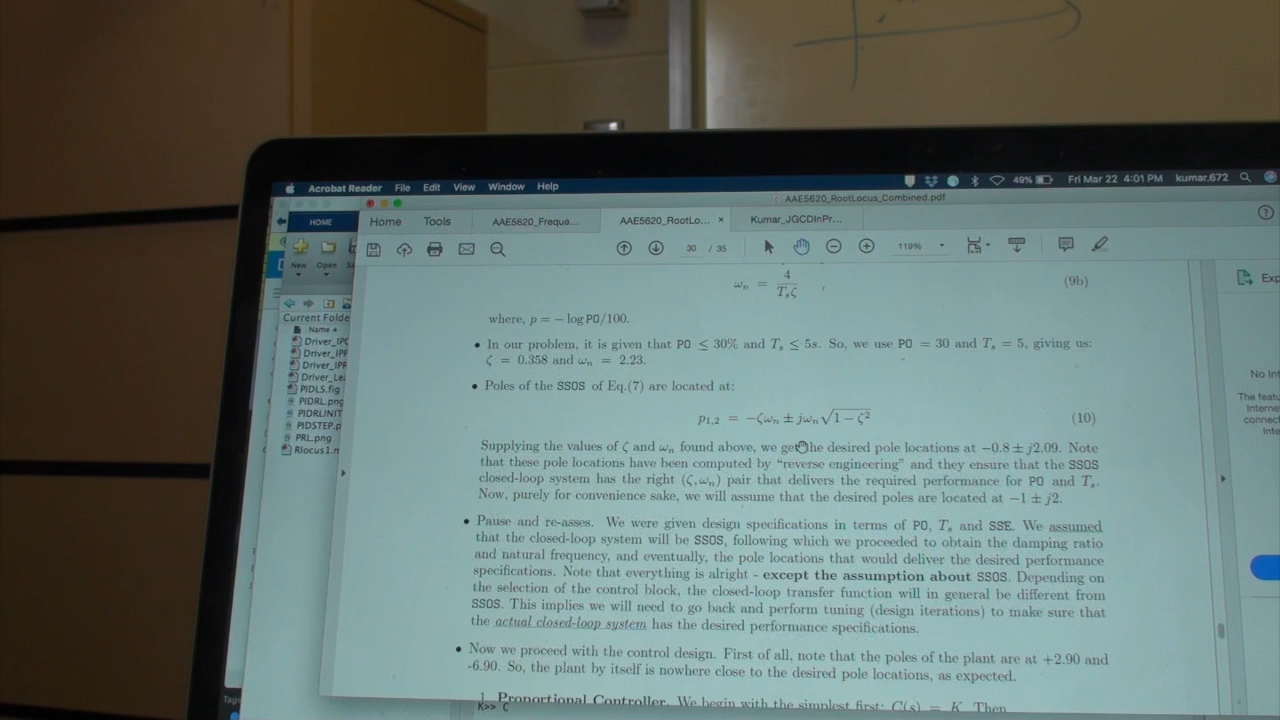 Acrobat Reader File Edit View Window Help
49% Fri Mar 22 4:01 PM kumar.672
AAE5620_RootLocus_Combined.pdf
HOME
Home Tools AAE5620_Freque... AAE5620_RootLo... × Kumar_JGCDInPr...
New Open
30 / 35 119%
Current Folde
Name
Driver_IPC
Driver_IPF
Driver_IPF
Driver_Lea
PIDLS.fig
PIDRL.png
PIDRLINIT
PIDSTEP.p
PRL.png
Rlocus1.m
Exp
ωn = 4 / Tsζ , (9b)
where, p = − log PO/100.
• In our problem, it is given that PO ≤ 30% and Ts ≤ 5s. So, we use PO = 30 and Ts = 5, giving us:
ζ = 0.358 and ωn = 2.23.
• Poles of the SSOS of Eq.(7) are located at:
p1,2 = −ζωn ± jωn√1 − ζ² (10)
Supplying the values of ζ and ωn found above, we get the desired pole locations at −0.8 ± j2.09. Note
that these pole locations have been computed by “reverse engineering” and they ensure that the SSOS
closed-loop system has the right (ζ, ωn) pair that delivers the required performance for PO and Ts.
Now, purely for convenience sake, we will assume that the desired poles are located at −1 ± j2.
• Pause and re-asses. We were given design specifications in terms of PO, Ts and SSE. We assumed
that the closed-loop system will be SSOS, following which we proceeded to obtain the damping ratio
and natural frequency, and eventually, the pole locations that would deliver the desired performance
specifications. Note that everything is alright - except the assumption about SSOS. Depending on
the selection of the control block, the closed-loop transfer function will in general be different from
SSOS. This implies we will need to go back and perform tuning (design iterations) to make sure that
the actual closed-loop system has the desired performance specifications.
• Now we proceed with the control design. First of all, note that the poles of the plant are at +2.90 and
-6.90. So, the plant by itself is nowhere close to the desired pole locations, as expected.
1. Proportional Controller. We begin with the simplest first: C(s) = K. Then
K>> C
No Int
The featu
Interne
connec
Inte